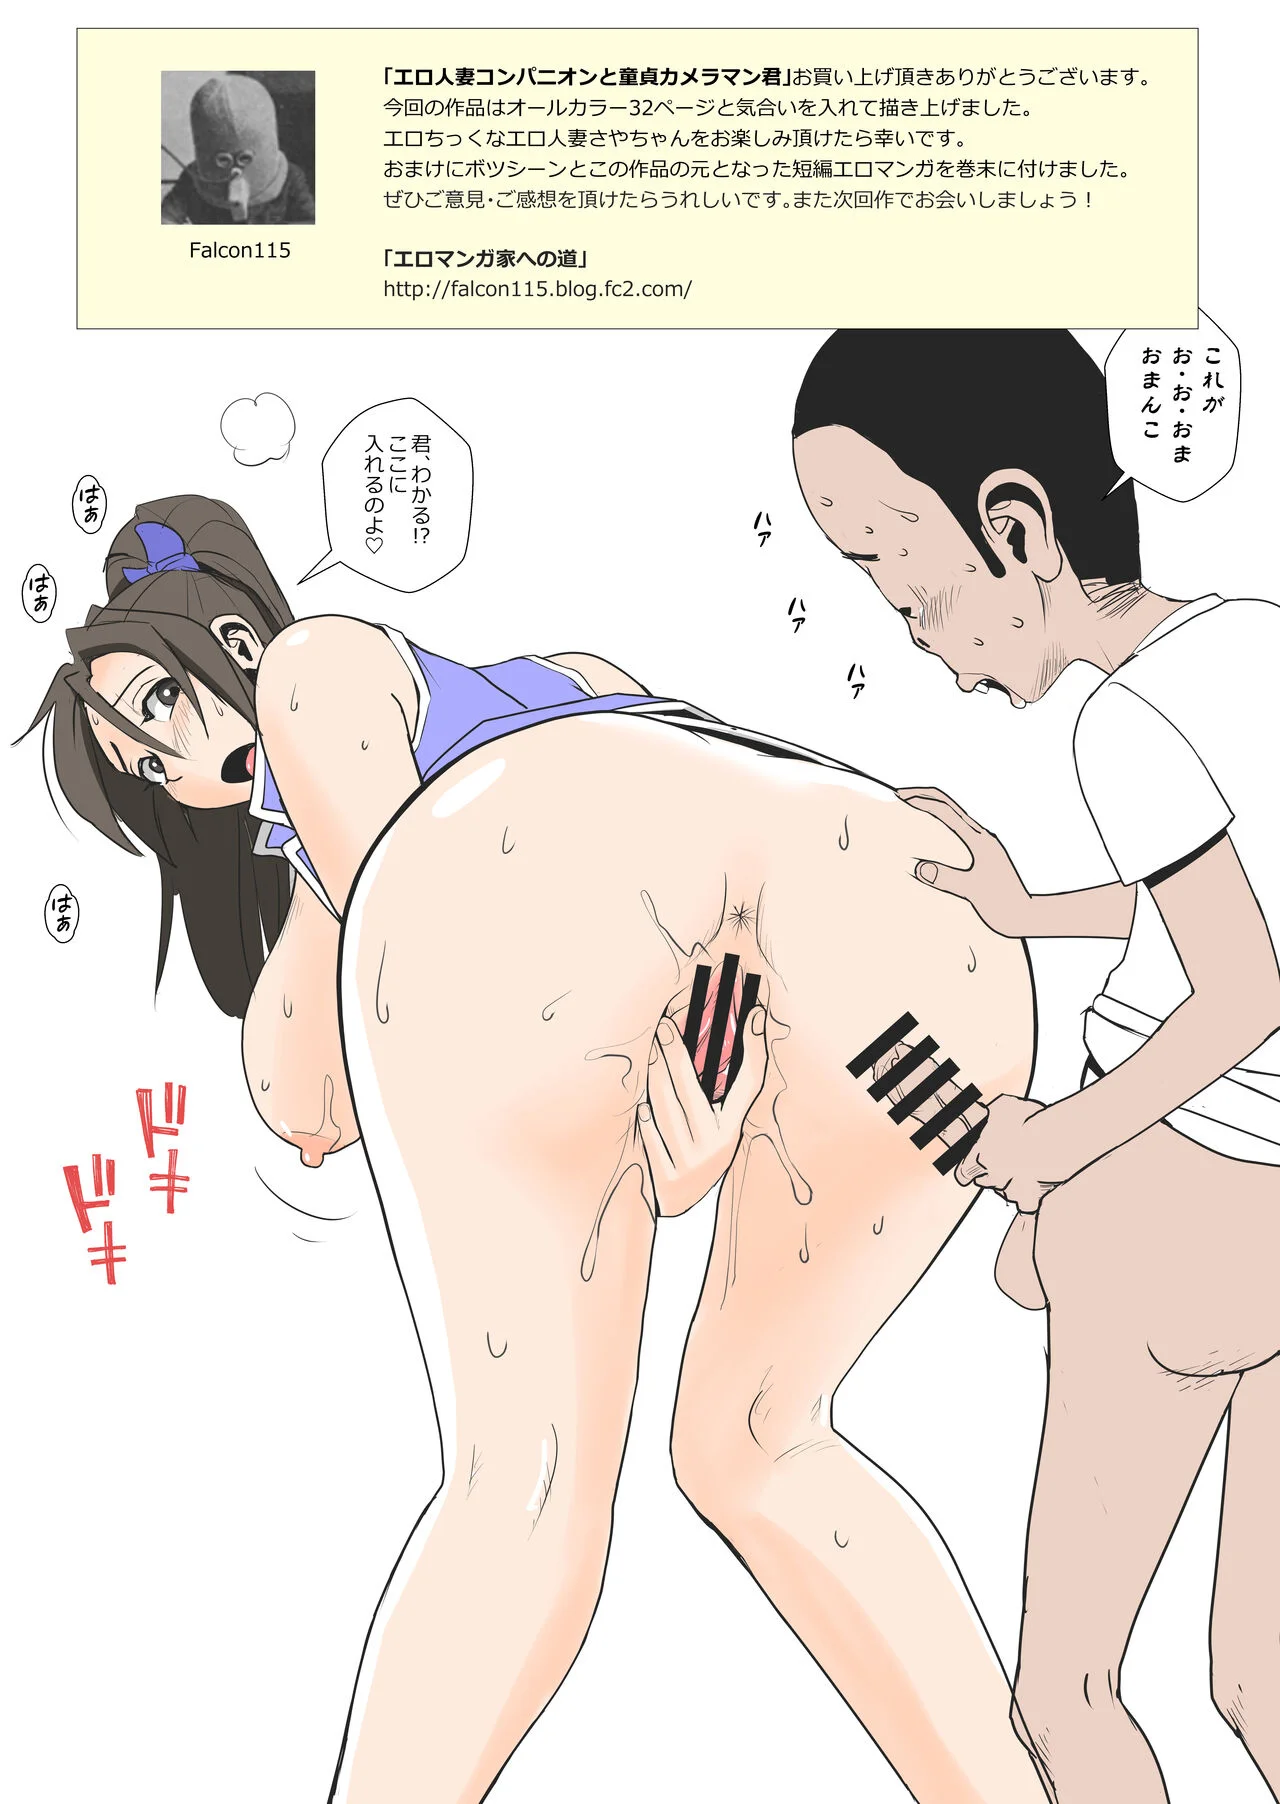 「エロ人妻コンパニオンと童貞カメラマン君」お買い上げ頂きありがとうございます。
今回の作品はオールカラー32ページと気合いを入れて描き上げました。
エロちっくなエロ人妻さやちゃんをお楽しみ頂けたら幸いです。
おまけにボツシーンとこの作品の元となった短編エロマンガを巻末に付けました。
ぜひご意見・ご感想を頂けたらうれしいです。また次回作でお会いしましょう！
Falcon115
「エロマンガ家への道」
http://falcon115.blog.fc2.com/
これが
お・お・おま
おまんこ
君、わかる!?
ここに
入れるのよ♡
はぁ
はぁ
はぁ
ハァ
ハァ
ハァ
ドキ
ドキ